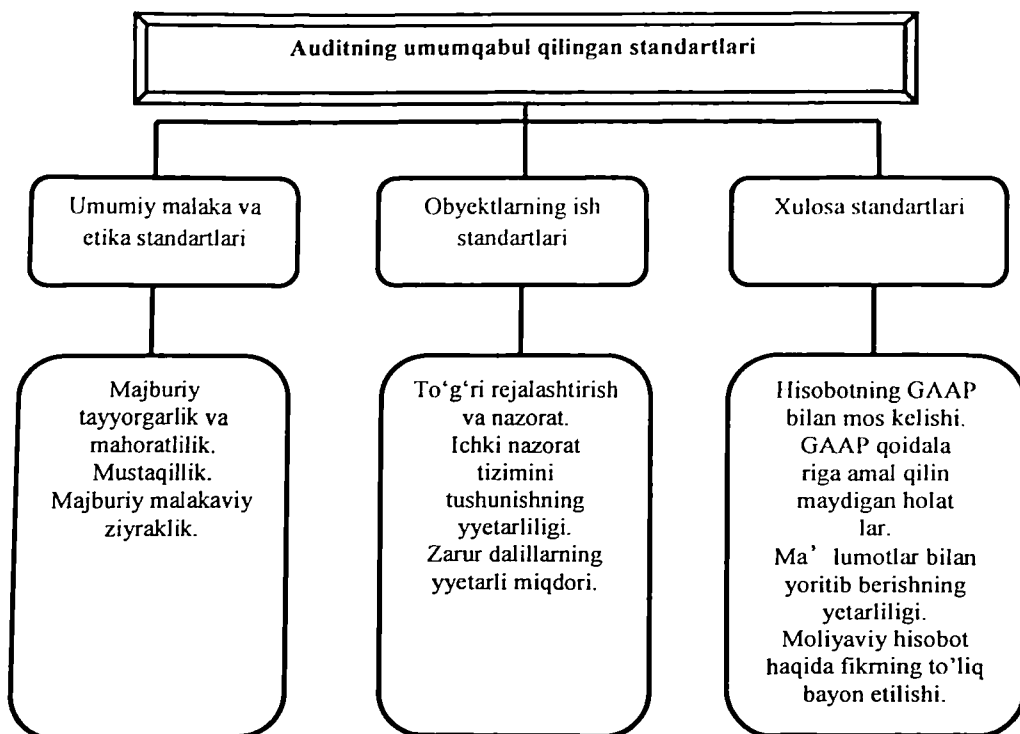 Auditning umumqabul qilingan standartlari
Umumiy malaka va
etika standartlari
Obyektlarning ish
standartlari
Xulosa standartlari
Majburiy
tayyorgarlik va
mahoratlilik.
Mustaqillik.
Majburiy malakaviy
ziyraklik.
To‘g‘ri rejalashtirish
va nazorat.
Ichki nazorat
tizimini
tushunishning
yyetarliligi.
Zarur dalillarning
yyetarli miqdori.
Hisobotning GAAP
bilan mos kelishi.
GAAP qoidala
riga amal qilin
maydigan holat
lar.
Ma’ lumotlar bilan
yoritib berishning
yetarliligi.
Moliyaviy hisobot
haqida fikrning to’liq
bayon etilishi.